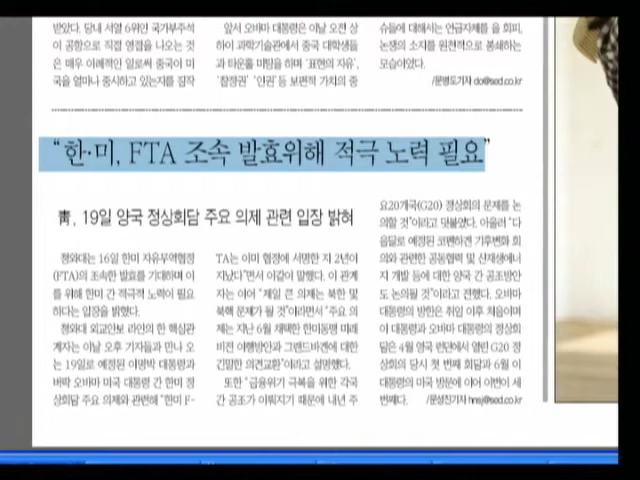 받았다. 당내 서열 6위인 국가부주석
이 공항으로 직접 영접을 나오는 것
은 매우 이례적인 일로써 중국이 미
국을 얼마나 중시하고 있는지를 짐작
앞서 오바마 대통령은 이날 오전 상
하이 과학기술관에서 중국 대학생들
과 타운홀 미팅을 하며 '표현의 자유',
'참정권' '인권' 등 보편적 가치의 중
슈들에 대해서는 언급자체를 을 회피,
논쟁의 소지를 원천적으로 봉쇄하는
모습이었다.
/문병도기자 do@sed.co.kr
"한·미, FTA 조속 발효위해 적극 노력 필요"
靑, 19일 양국 정상회담 주요 의제 관련 입장 밝혀
청와대는 16일 한미 자유무역협정
(FTA)의 조속한 발효를 기대하며 이
를 위해 한미 간 적극적 노력이 필요
하다는 입장을 밝혔다.
청와대 외교안보 라인의 한 핵심관
계자는 이날 오후 기자들과 만나 오
는 19일로 예정된 이명박 대통령과
버락 오바마 미국 대통령 간 한미 정
상회담 주요 의제와 관련해 "한미 F-
TA는 이미 협정에 서명한 지 2년이
지났다"면서 이같이 말했다. 이 관계
자는 이어 "제일 큰 의제는 북한 및
북핵 문제가 될 것"이라면서 "주요 의
제는 지난 6월 채택한 한미동맹 미래
비전 이행방안과 그랜드바겐에 대한
긴밀한 의견교환"이라고 설명했다.
또한 "금융위기 극복을 위한 각국
간 공조가 이뤄지기 때문에 내년 주
요20개국(G20) 정상회의 문제를 논
의할 것"이라고 덧붙였다. 아울러 "다
음달로 예정된 코펜하겐 기후변화 회
의와 관련한 공동협력 및 신재생에너
지 개발 등에 대한 양국 간 공조방안
도 논의될 것"이라고 전했다. 오바마
대통령의 방한은 취임 이후 처음이며
이 대통령과 오바마 대통령의 정상회
담은 4월 영국 런던에서 열린 G20 정
상회의 당시 첫 번째 회담과 6월 이
대통령의 미국 방문에 이어 이번이 세
번째다.
/문성진기자 hnsj@sed.co.kr